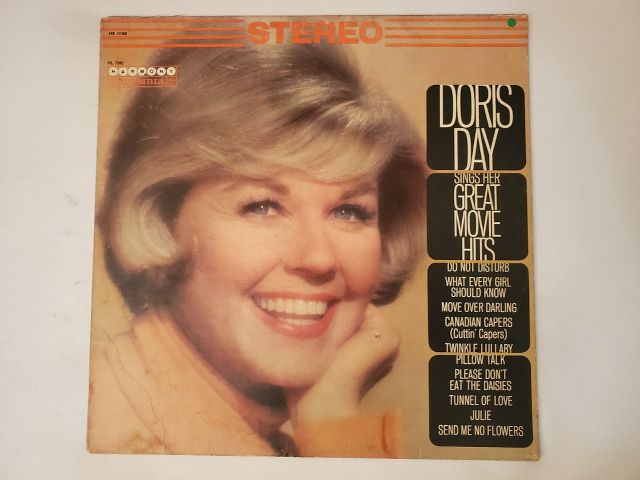 STEREO
HL 7392
HARMONY
DORIS
DAY
SINGS HER
GREAT
MOVIE
HITS
DO NOT DISTURB
WHAT EVERY GIRL
SHOULD KNOW
MOVE OVER DARLING
CANADIAN CAPERS
(Cuttin' Capers)
TWINKLE LULLABY
PILLOW TALK
PLEASE DON'T
EAT THE DAISIES
TUNNEL OF LOVE
JULIE
SEND ME NO FLOWERS